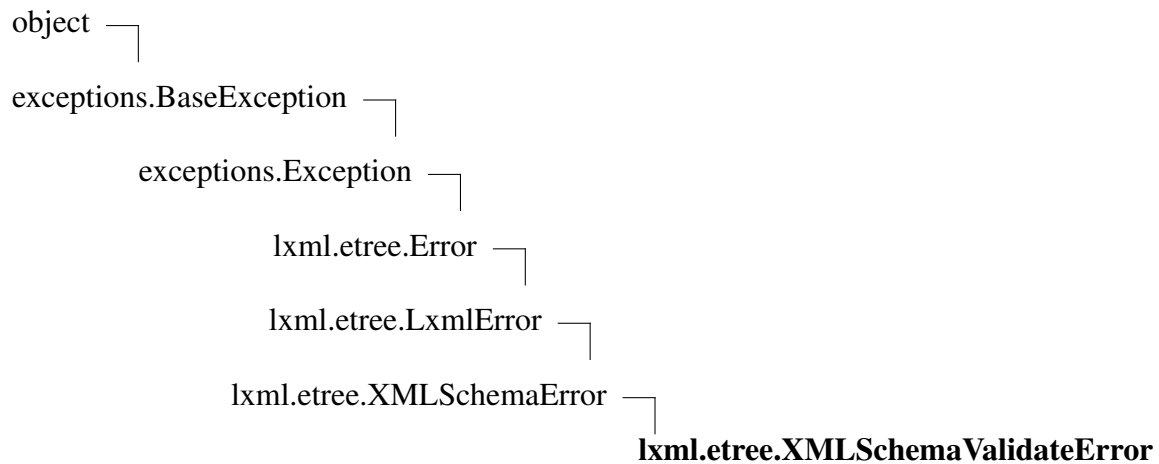 object
exceptions.BaseException
exceptions.Exception
lxml.etree.Error
lxml.etree.LxmlError
lxml.etree.XMLSchemaError
lxml.etree.XMLSchemaValidateError